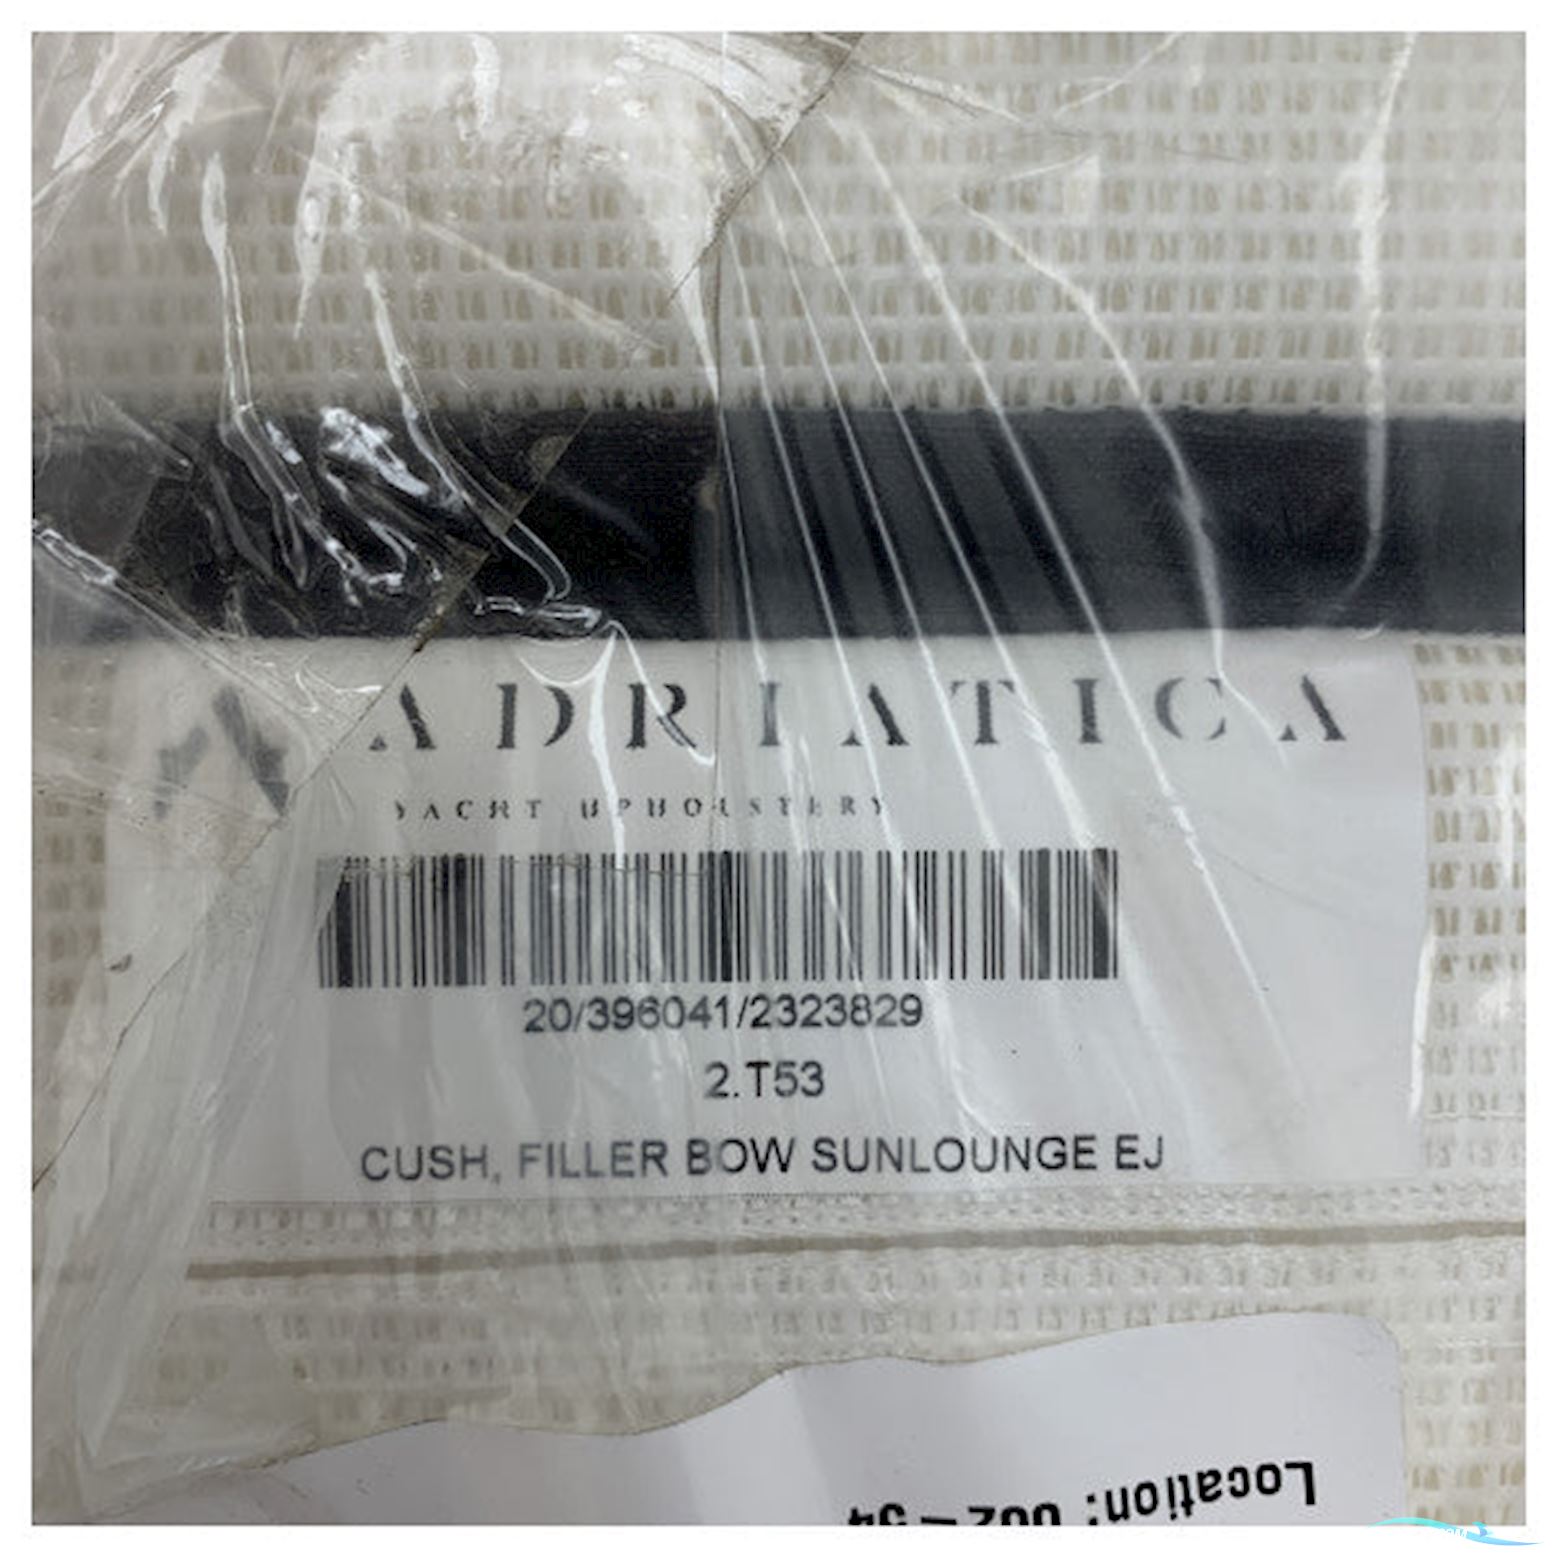 ADRIATICA
YACHT UPHOLSTERY
20/396041/2323829
2.T53
CUSH, FILLER BOW SUNLOUNGE EJ
Location: